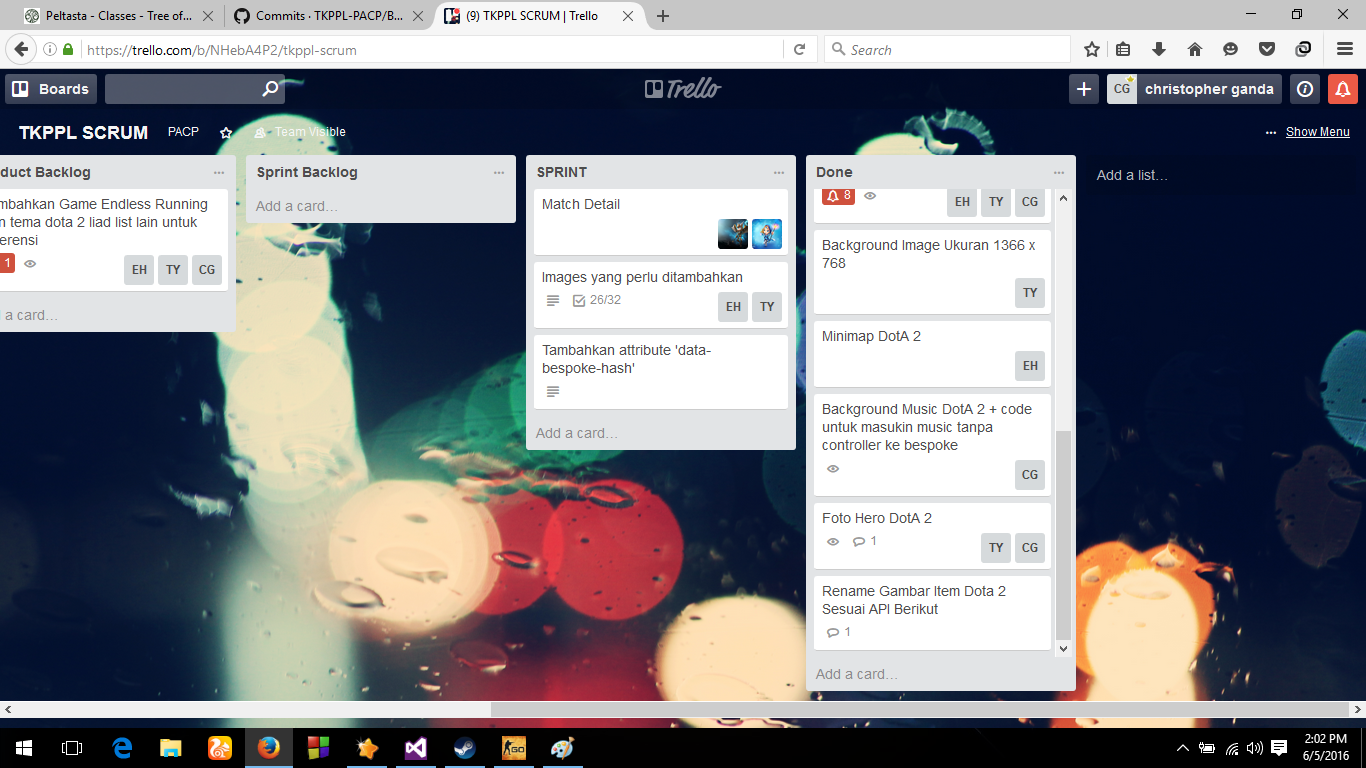 Peltasta - Classes - Tree of...
Commits · TKPPL-PACP/B...
(9) TKPPL SCRUM | Trello
https://trello.com/b/NHebA4P2/tkppl-scrum
Search
Boards
Trello
CG
christopher ganda
TKPPL SCRUM
PACP
Team Visible
Show Menu
duct Backlog
mbahkan Game Endless Running
n tema dota 2 liad list lain untuk
erensi
1
EH
TY
CG
a card...
Sprint Backlog
Add a card...
SPRINT
Match Detail
Images yang perlu ditambahkan
26/32
EH
TY
Tambahkan attribute 'data-
bespoke-hash'
Add a card...
Done
8
EH
TY
CG
Background Image Ukuran 1366 x
768
TY
Minimap DotA 2
EH
Background Music DotA 2 + code
untuk masukin music tanpa
controller ke bespoke
CG
Foto Hero DotA 2
1
TY
CG
Rename Gambar Item Dota 2
Sesuai API Berikut
1
Add a card...
Add a list...
GO
2:02 PM
6/5/2016